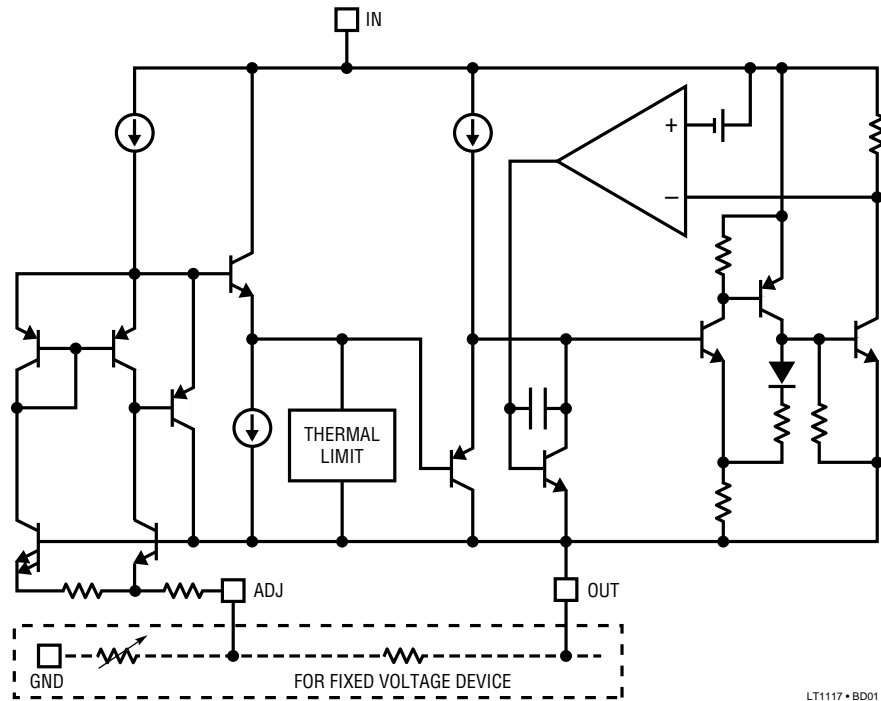 IN
+
−
THERMAL
LIMIT
ADJ
OUT
GND
FOR FIXED VOLTAGE DEVICE
LT1117 • BD01